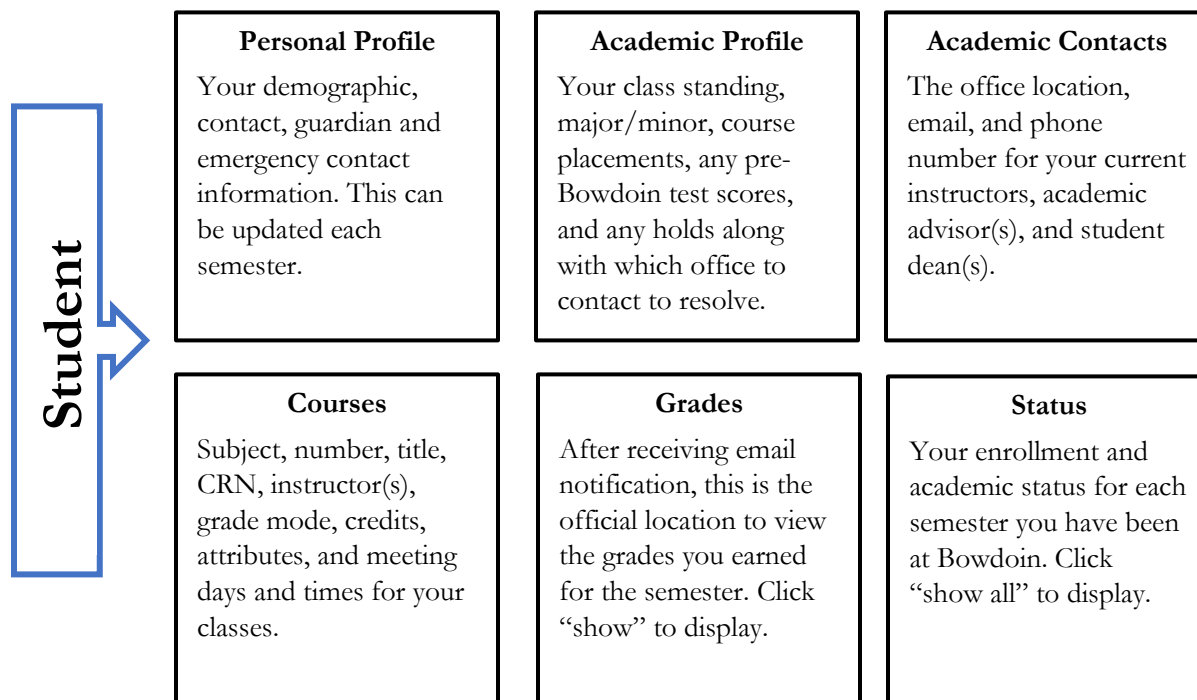 Student
Personal Profile
Your demographic,
contact, guardian and
emergency contact
information. This can
be updated each
semester.
Academic Profile
Your class standing,
major/minor, course
placements, any pre-
Bowdoin test scores,
and any holds along
with which office to
contact to resolve.
Academic Contacts
The office location,
email, and phone
number for your current
instructors, academic
advisor(s), and student
dean(s).
Courses
Subject, number, title,
CRN, instructor(s),
grade mode, credits,
attributes, and meeting
days and times for your
classes.
Grades
After receiving email
notification, this is the
official location to view
the grades you earned
for the semester. Click
“show” to display.
Status
Your enrollment and
academic status for each
semester you have been
at Bowdoin. Click
“show all” to display.